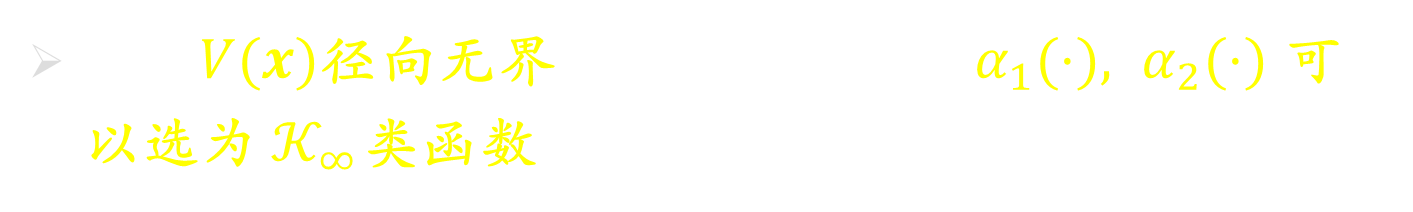 V(x)径向无界 α₁(·), α₂(·) 可
以选为 𝒦∞ 类函数